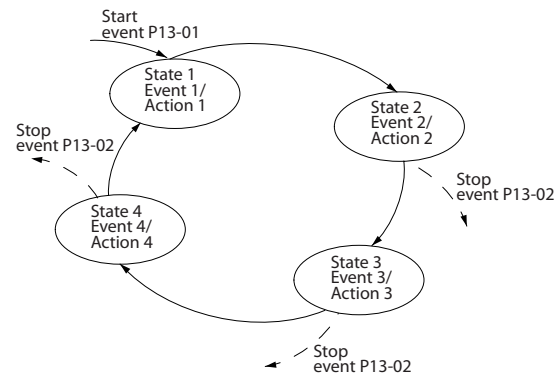 Start
event P13-01
State 1
Event 1/
Action 1
State 2
Event 2/
Action 2
Stop
event P13-02
Stop
event P13-02
State 4
Event 4/
Action 4
State 3
Event 3/
Action 3
Stop
event P13-02